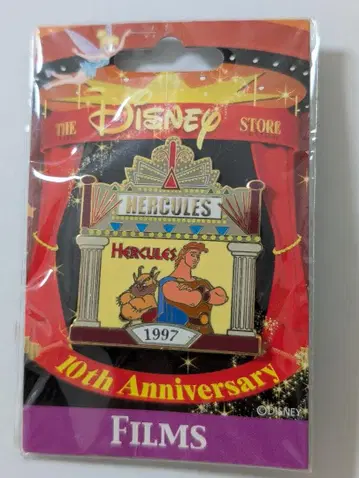 THE DISNEY STORE
HERCULES
HERCULES
1997
10th Anniversary
©DISNEY
FILMS